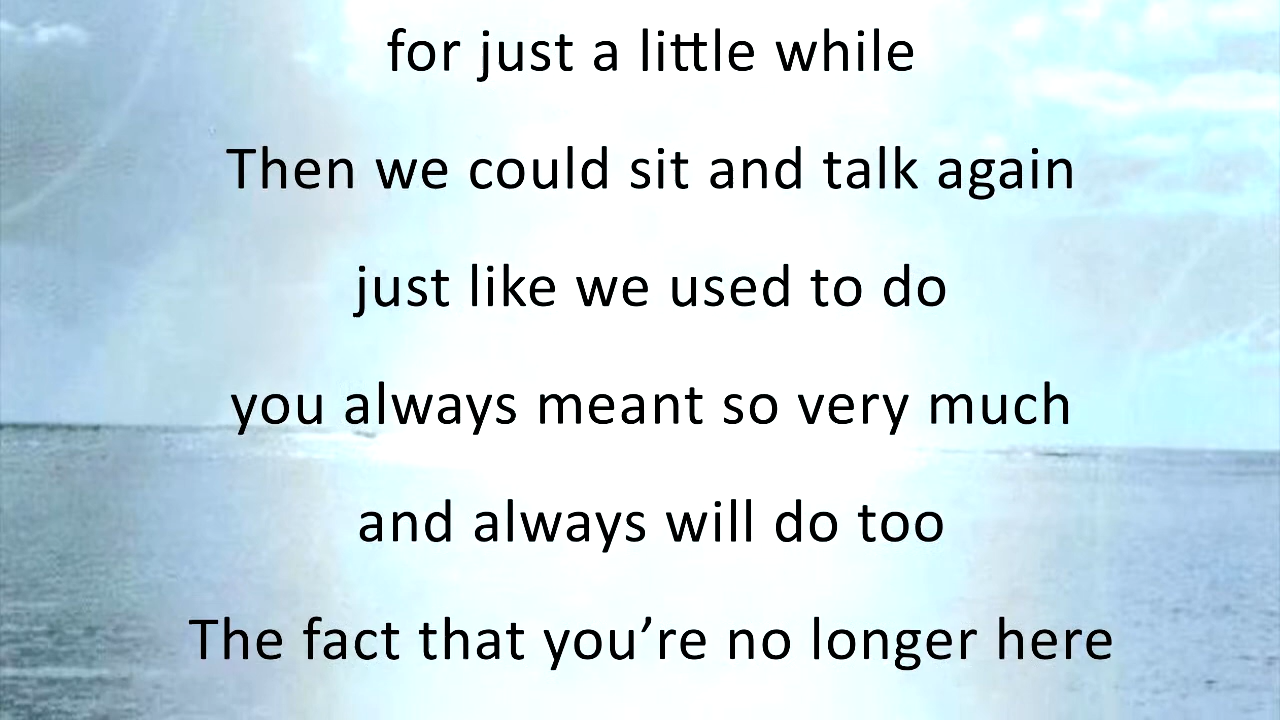 for just a little while
Then we could sit and talk again
just like we used to do
you always meant so very much
and always will do too
The fact that you’re no longer here